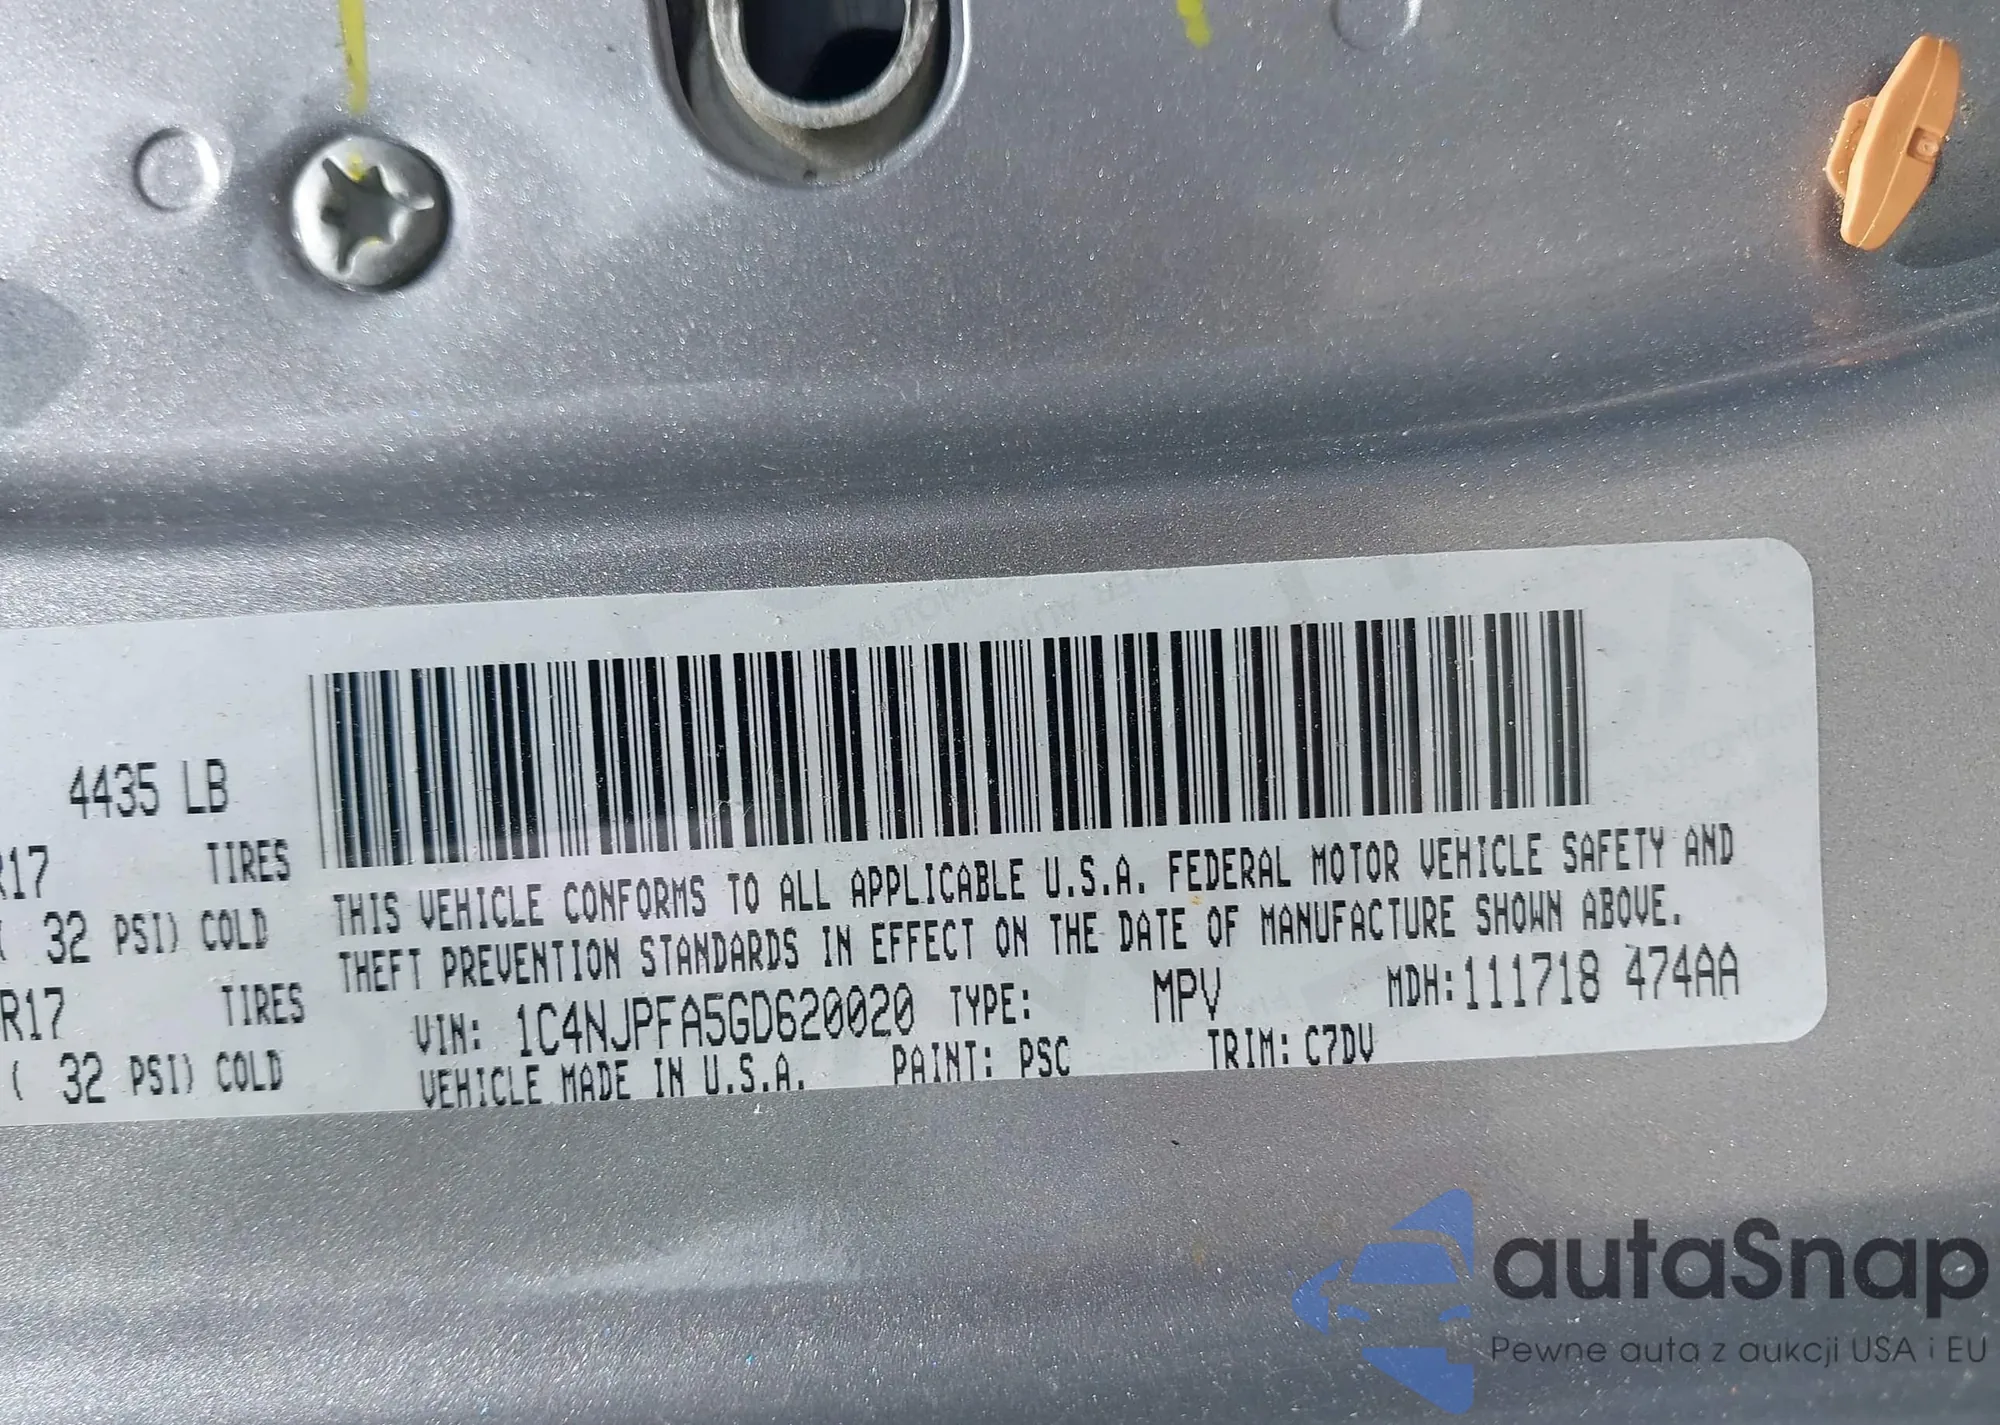 4435 LB
R17 TIRES
( 32 PSI) COLD
R17 TIRES
( 32 PSI) COLD
THIS VEHICLE CONFORMS TO ALL APPLICABLE U.S.A. FEDERAL MOTOR VEHICLE SAFETY AND
THEFT PREVENTION STANDARDS IN EFFECT ON THE DATE OF MANUFACTURE SHOWN ABOVE.
VIN: 1C4NJPFA5GD620020 TYPE: MPV MDH:111718 474AA
VEHICLE MADE IN U.S.A. PAINT: PSC TRIM: C7DV
autaSnap
Pewne auta z aukcji USA i EU